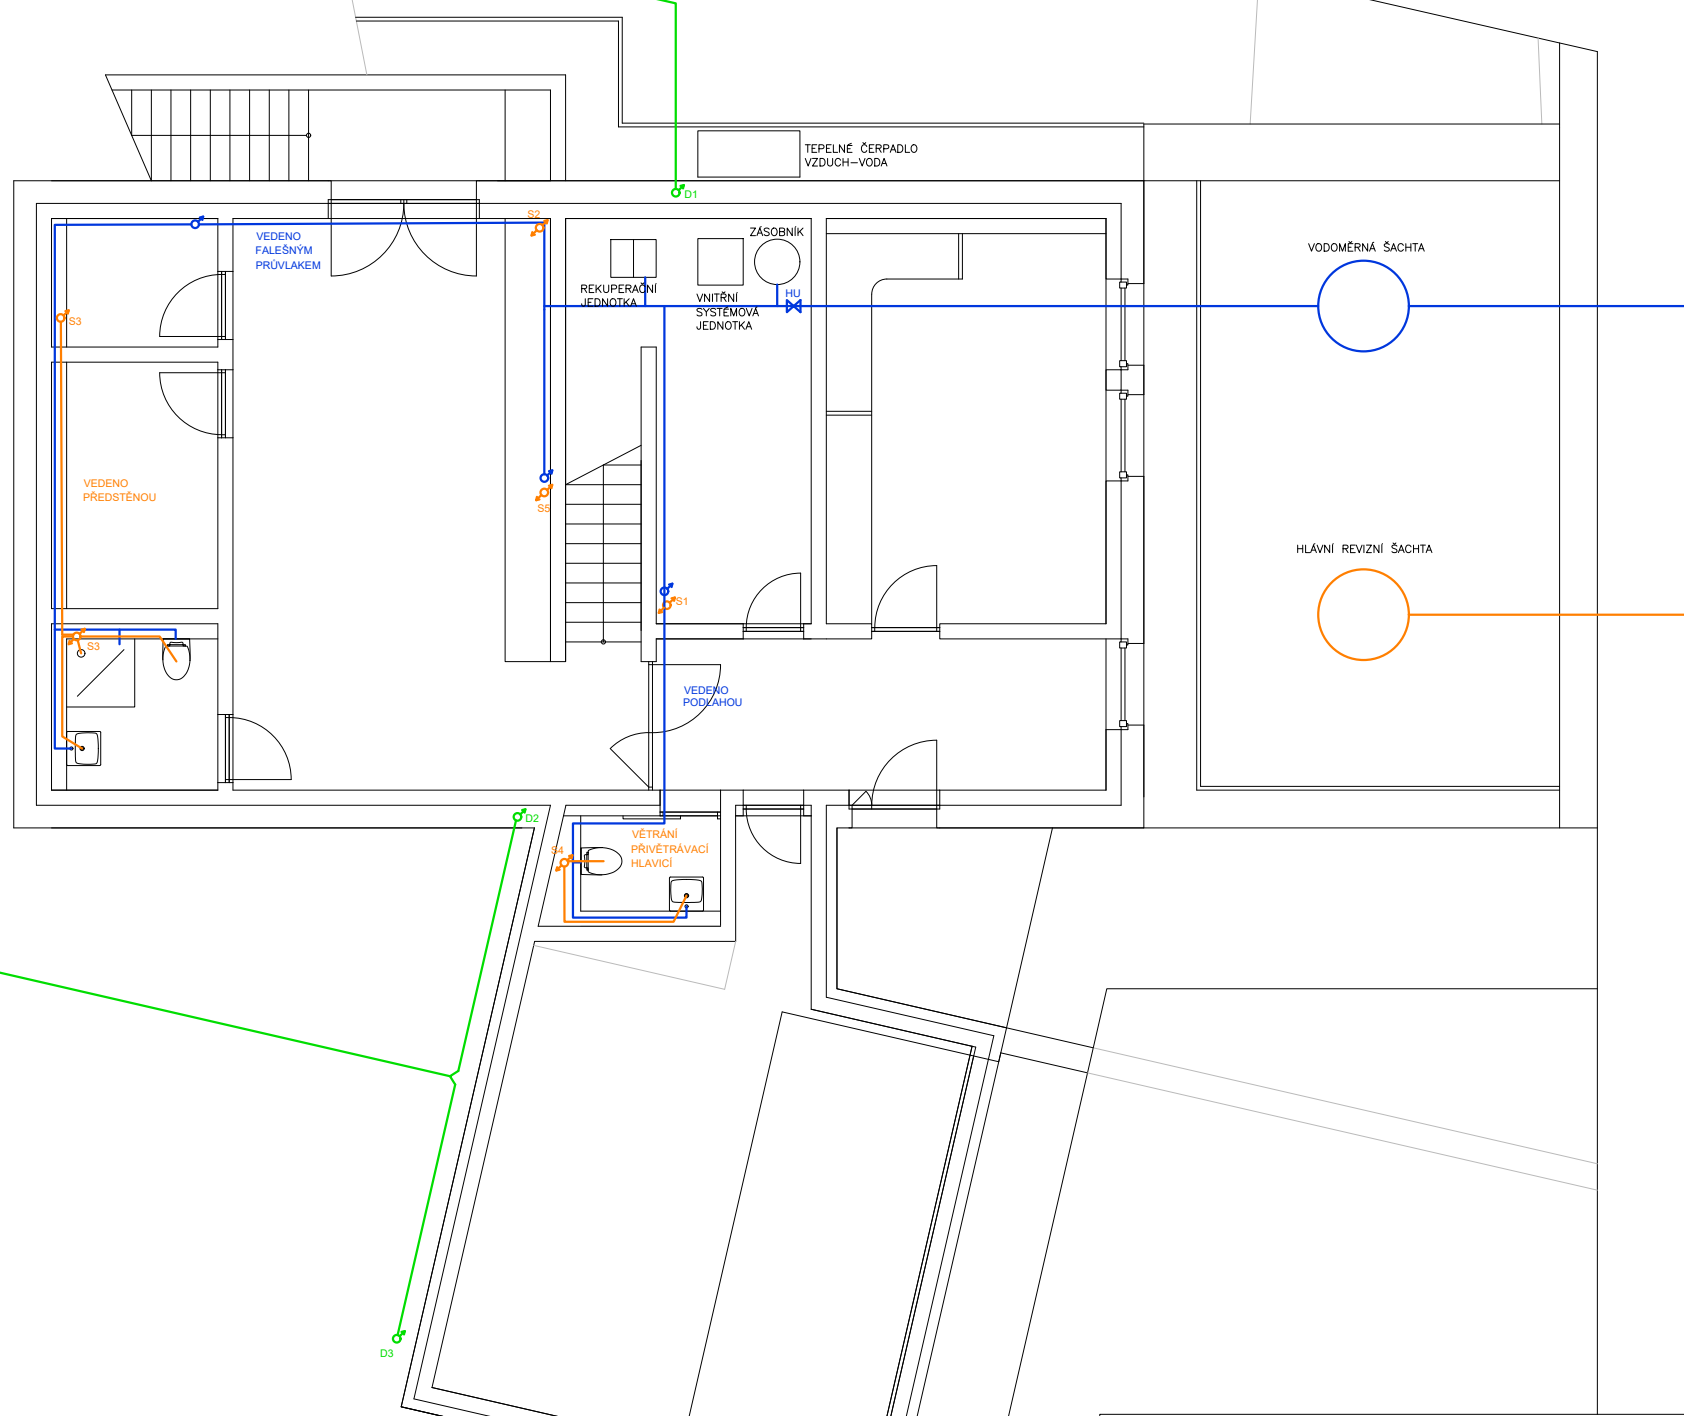 TEPELNÉ ČERPADLO
VZDUCH-VODA
D1
S2
VEDENO
FALEŠNÝM
PRŮVLAKEM
ZÁSOBNÍK
VODOMĚRNÁ ŠACHTA
REKUPERAČNÍ
JEDNOTKA
VNITŘNÍ
SYSTÉMOVÁ
JEDNOTKA
HU
S3
VEDENO
PŘEDSTĚNOU
S5
HLAVNÍ REVIZNÍ ŠACHTA
S1
S3
VEDENO
PODLAHOU
D2
S4
VĚTRÁNÍ
PŘIVĚTRÁVACÍ
HLAVICÍ
D3